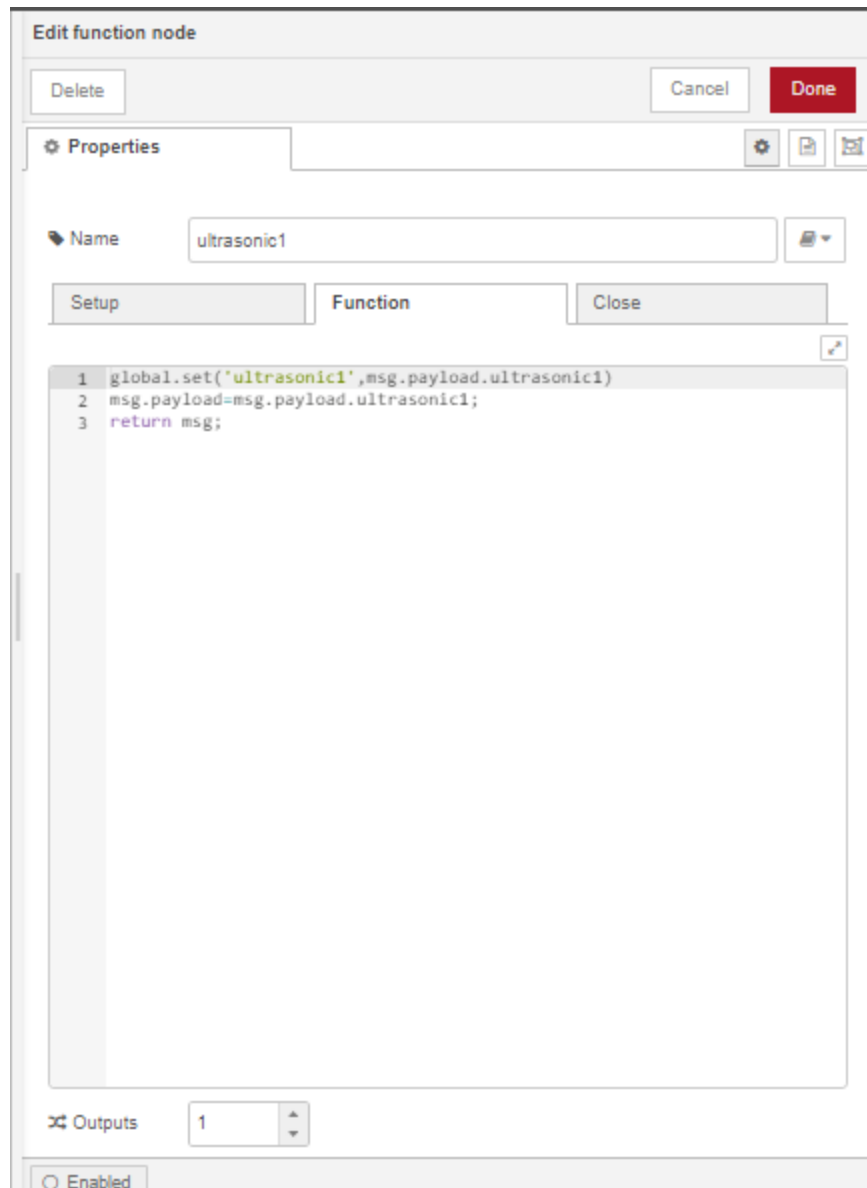 Edit function node
Delete Cancel Done
Properties
Name ultrasonic1
Setup Function Close
1 global.set('ultrasonic1',msg.payload.ultrasonic1)
2 msg.payload=msg.payload.ultrasonic1;
3 return msg;
Outputs 1
Enabled